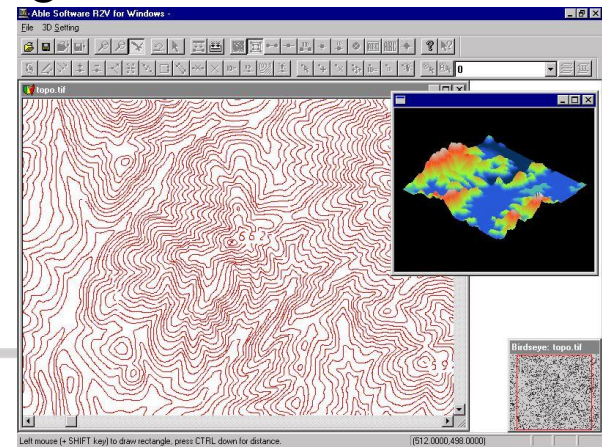 Able Software R2V for Windows -
File 3D Setting
0
topo.tif
667
Birdseye: topo.tif
Left mouse (+ SHIFT key) to draw rectangle, press CTRL down for distance.
(512.0000,498.0000)